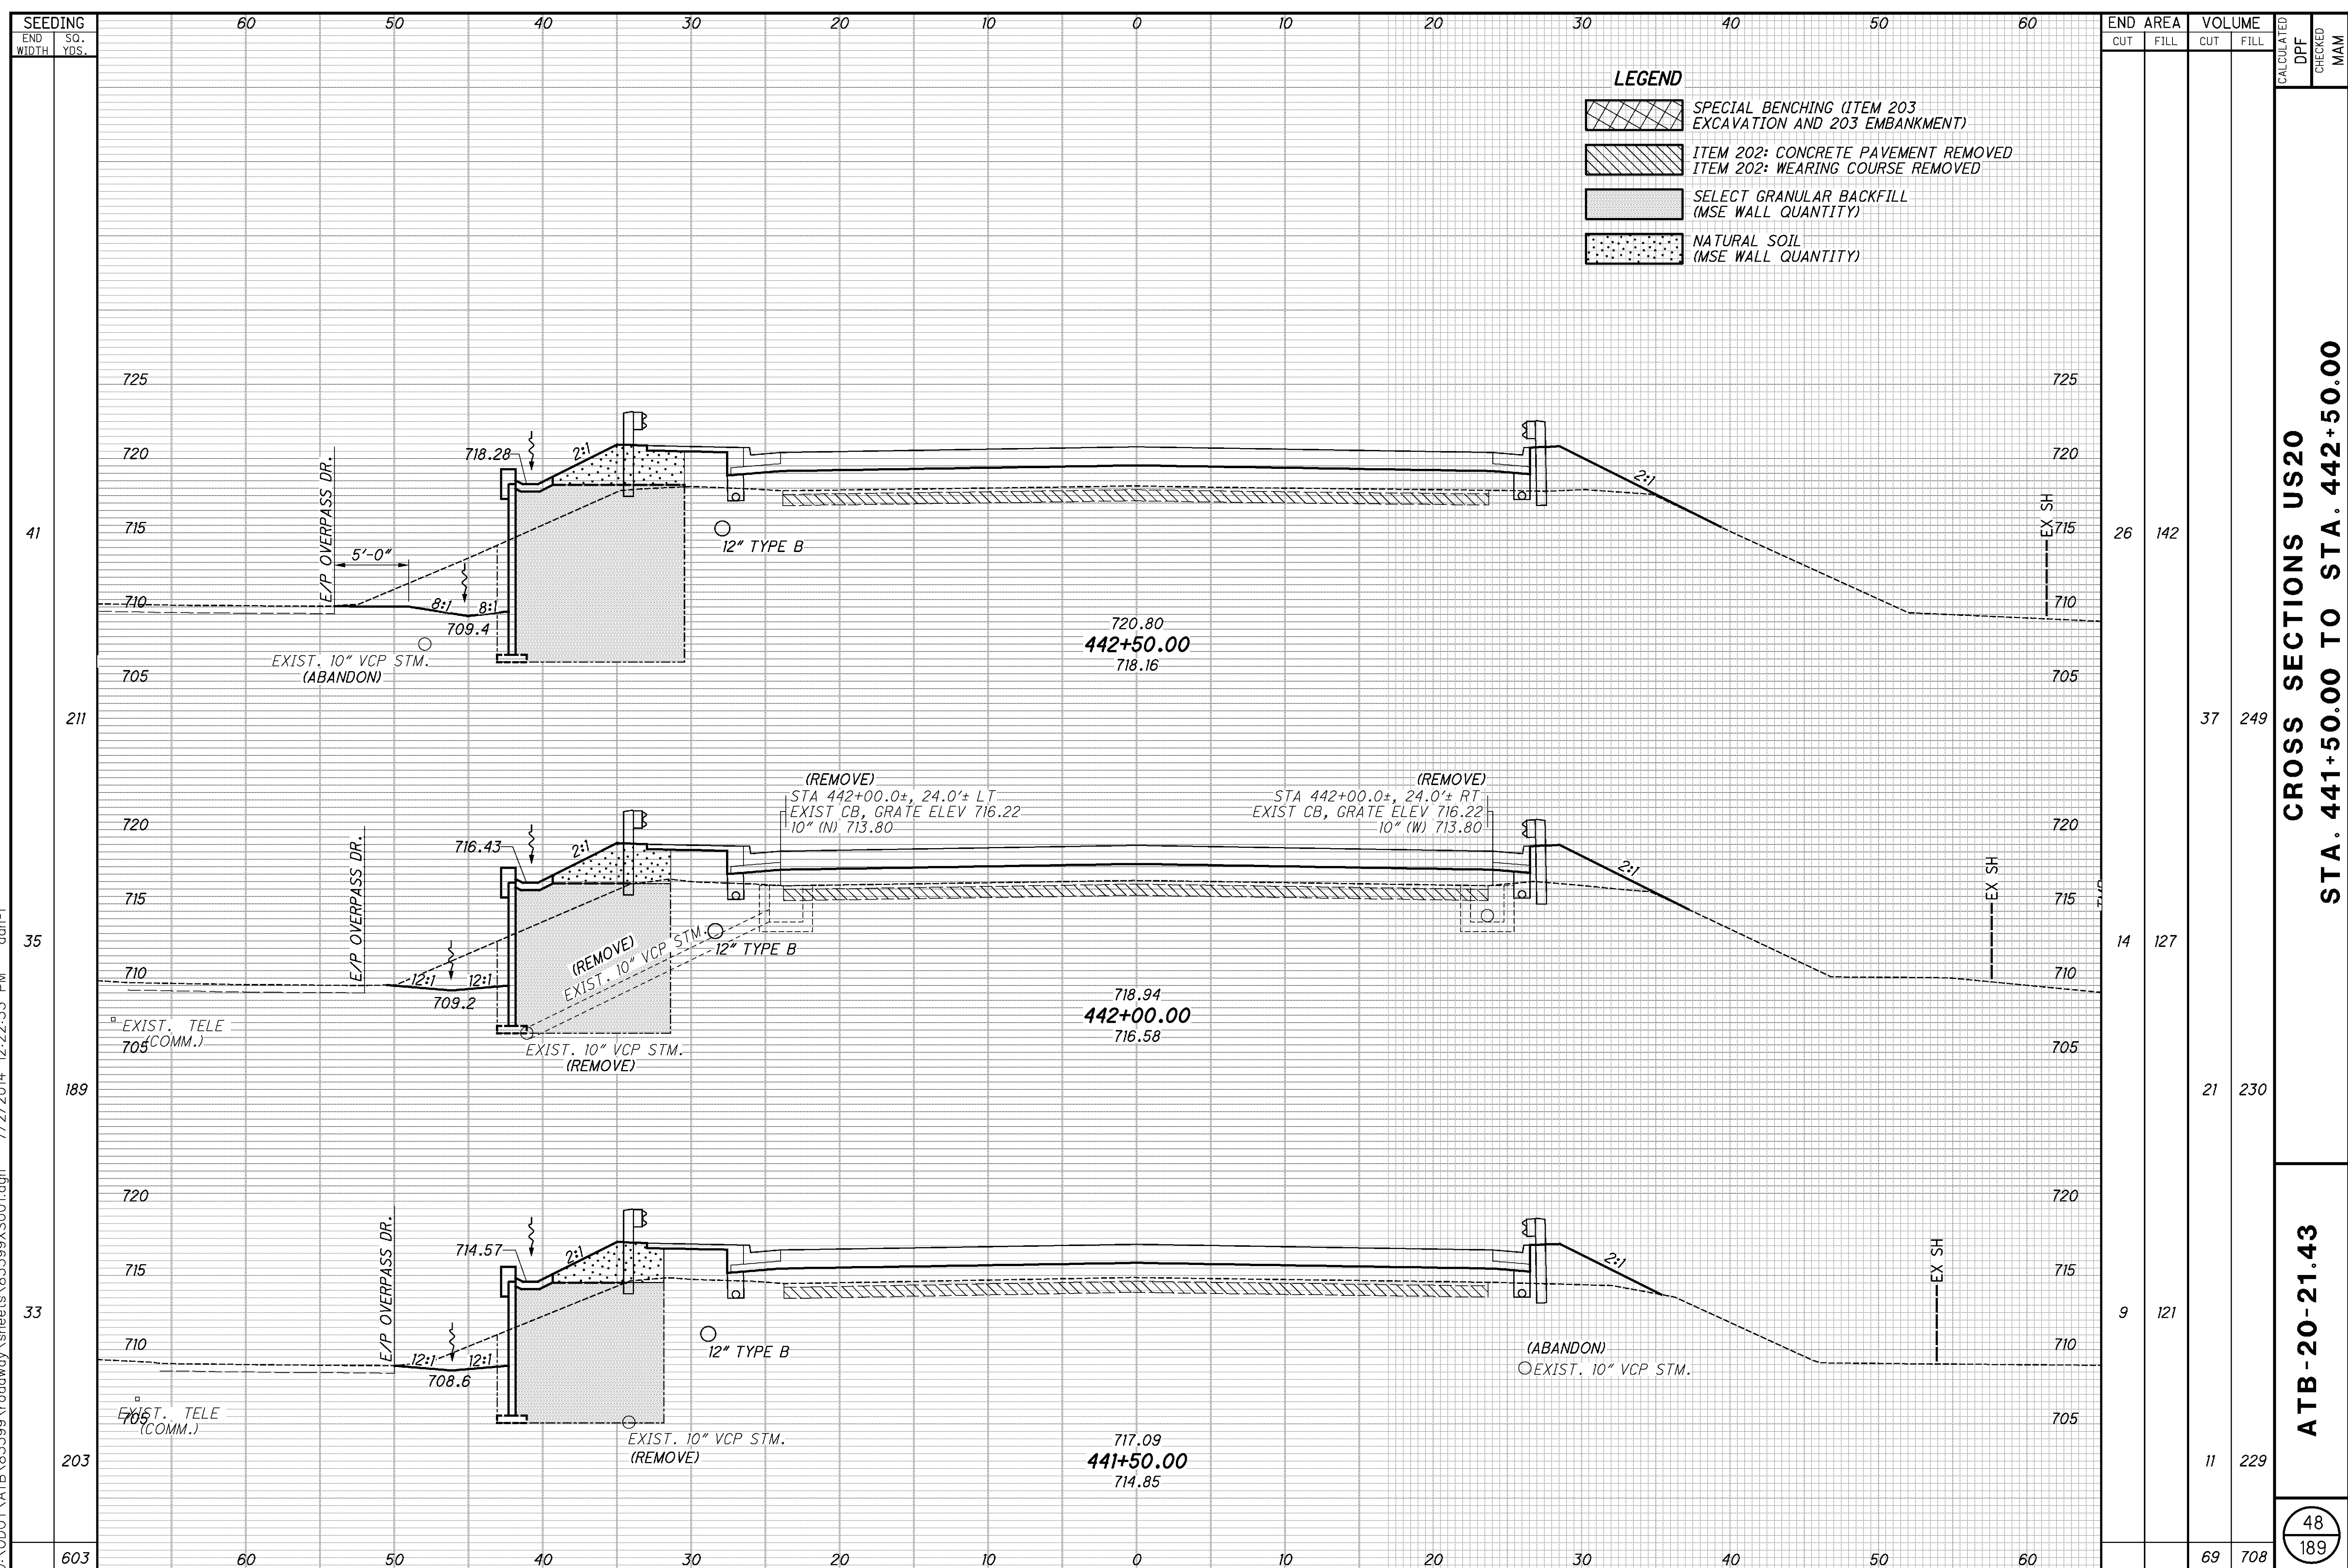 SEEDING
END WIDTH
SQ. YDS.
60 50 40 30 20 10 0 10 20 30 40 50 60
END AREA
CUT FILL
VOLUME
CUT FILL
CALCULATED
DPF
CHECKED
MAM
LEGEND
SPECIAL BENCHING (ITEM 203
EXCAVATION AND 203 EMBANKMENT)
ITEM 202: CONCRETE PAVEMENT REMOVED
ITEM 202: WEARING COURSE REMOVED
SELECT GRANULAR BACKFILL
(MSE WALL QUANTITY)
NATURAL SOIL
(MSE WALL QUANTITY)
725 725
720 720
718.28
2:1
2:1
E/P OVERPASS DR.
EX SH
715 715
41
26 142
5'-0"
12" TYPE B
710 710
8:1 8:1
709.4
EXIST. 10" VCP STM.
(ABANDON)
720.80
442+50.00
718.16
705 705
211
37 249
(REMOVE)
STA 442+00.0±, 24.0'± LT
EXIST CB, GRATE ELEV 716.22
10" (N) 713.80
(REMOVE)
STA 442+00.0±, 24.0'± RT
EXIST CB, GRATE ELEV 716.22
10" (W) 713.80
720 720
716.43
2:1
2:1
E/P OVERPASS DR.
EX SH
715 715
35
14 127
(REMOVE)
EXIST. 10" VCP STM.
12" TYPE B
710 710
12:1 12:1
709.2
EXIST. TELE
(COMM.)
718.94
442+00.00
716.58
705 705
EXIST. 10" VCP STM.
(REMOVE)
189
21 230
720 720
714.57
2:1
2:1
E/P OVERPASS DR.
EX SH
715 715
33
9 121
710 710
12:1 12:1
708.6
12" TYPE B
(ABANDON)
EXIST. 10" VCP STM.
EXIST. TELE
(COMM.)
705 705
EXIST. 10" VCP STM.
(REMOVE)
717.09
441+50.00
714.85
203
11 229
603
60 50 40 30 20 10 0 10 20 30 40 50 60
69 708
CROSS SECTIONS US20
STA. 441+50.00 TO STA. 442+50.00
ATB-20-21.43
48
189
7/2/2014 12:22:53 PM